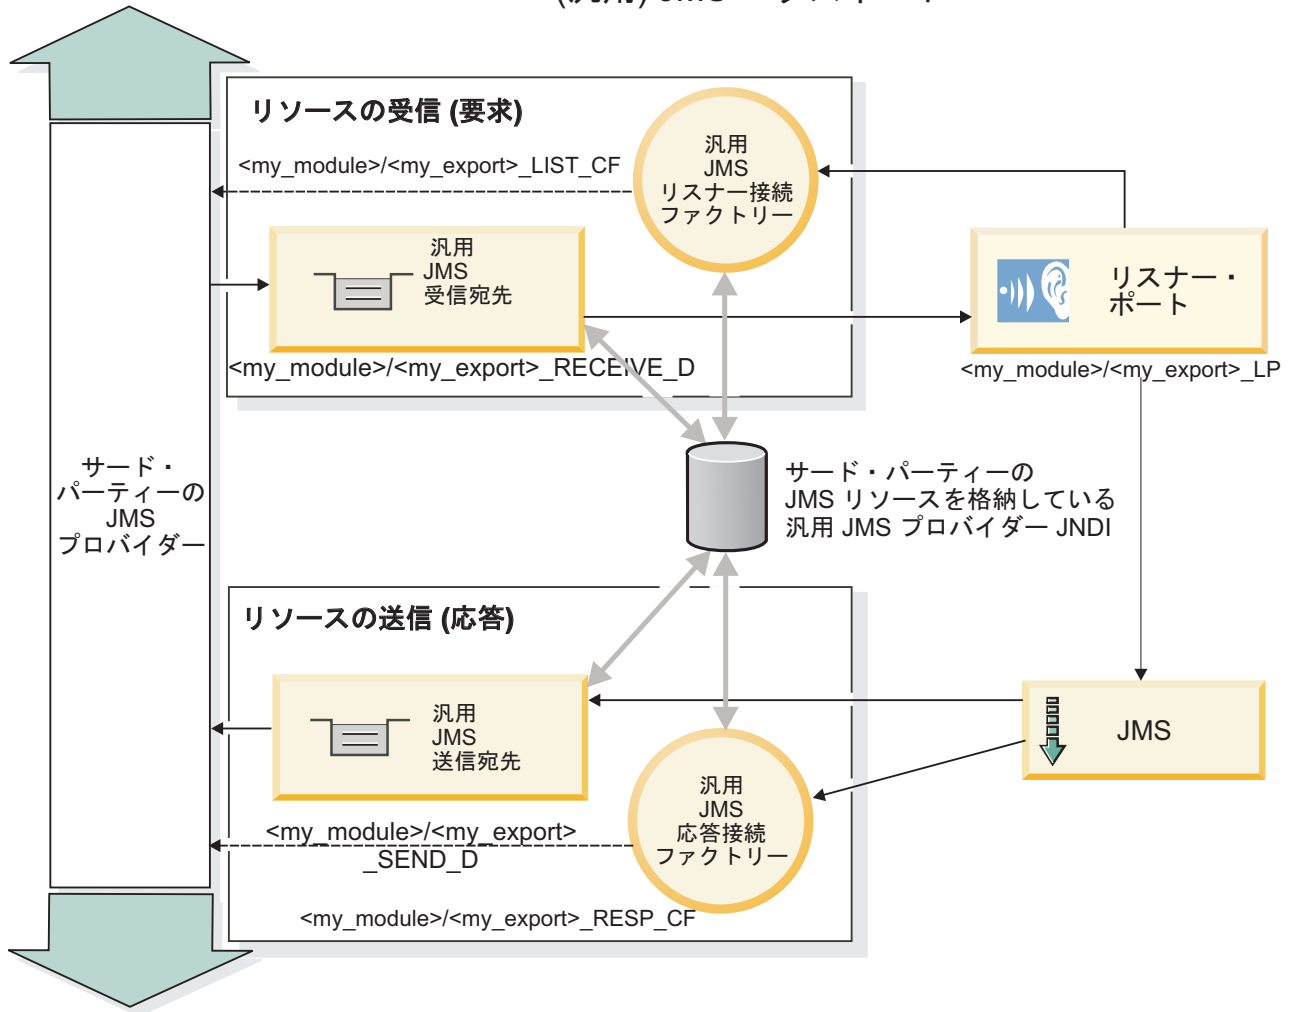 リソースの受信 (要求)
<my_module>/<my_export>_LIST_CF
汎用
JMS
リスナー接続
ファクトリー
汎用
JMS
受信宛先
<my_module>/<my_export>_RECEIVE_D
リスナー・
ポート
<my_module>/<my_export>_LP
サード・
パーティーの
JMS
プロバイダー
サード・パーティーの
JMS リソースを格納している
汎用 JMS プロバイダー JNDI
リソースの送信 (応答)
汎用
JMS
送信宛先
JMS
汎用
JMS
応答接続
ファクトリー
<my_module>/<my_export>
_SEND_D
<my_module>/<my_export>_RESP_CF